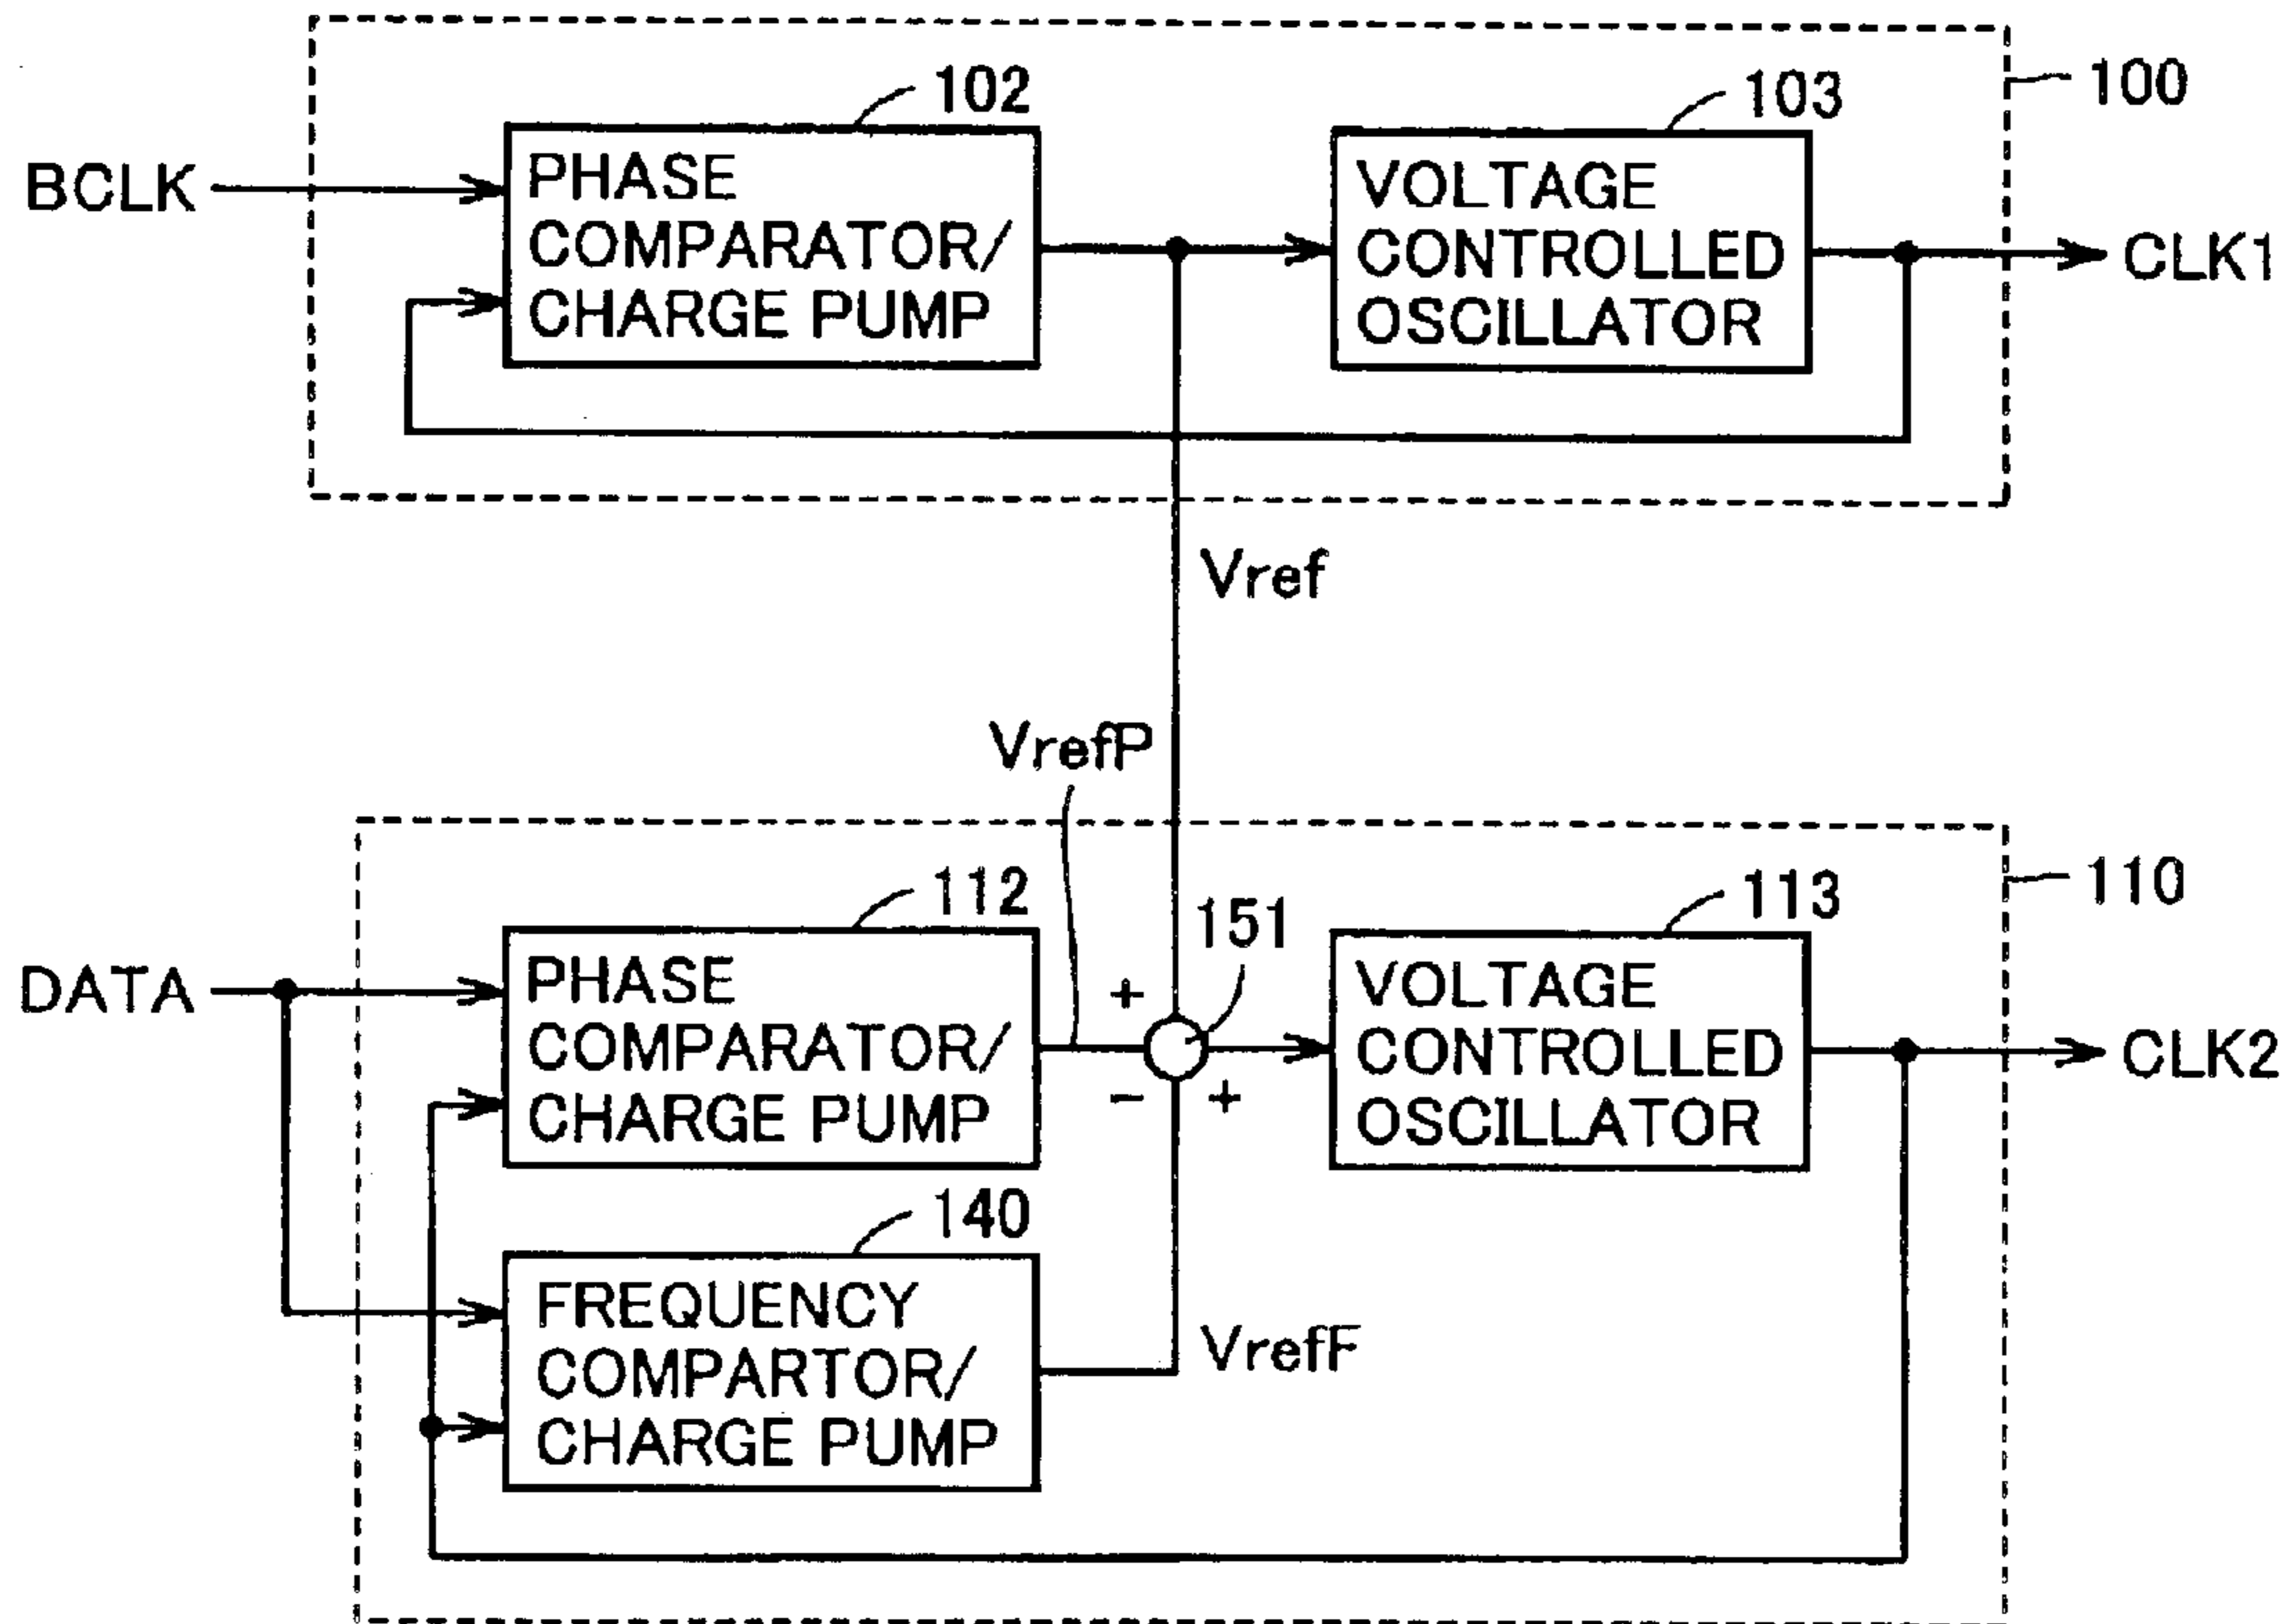 102
103
100
BCLK
PHASE
COMPARATOR/
CHARGE PUMP
VOLTAGE
CONTROLLED
OSCILLATOR
CLK1
Vref
VrefP
112
151
113
110
DATA
PHASE
COMPARATOR/
CHARGE PUMP
+
-
+
VOLTAGE
CONTROLLED
OSCILLATOR
CLK2
140
FREQUENCY
COMPARTOR/
CHARGE PUMP
VrefF